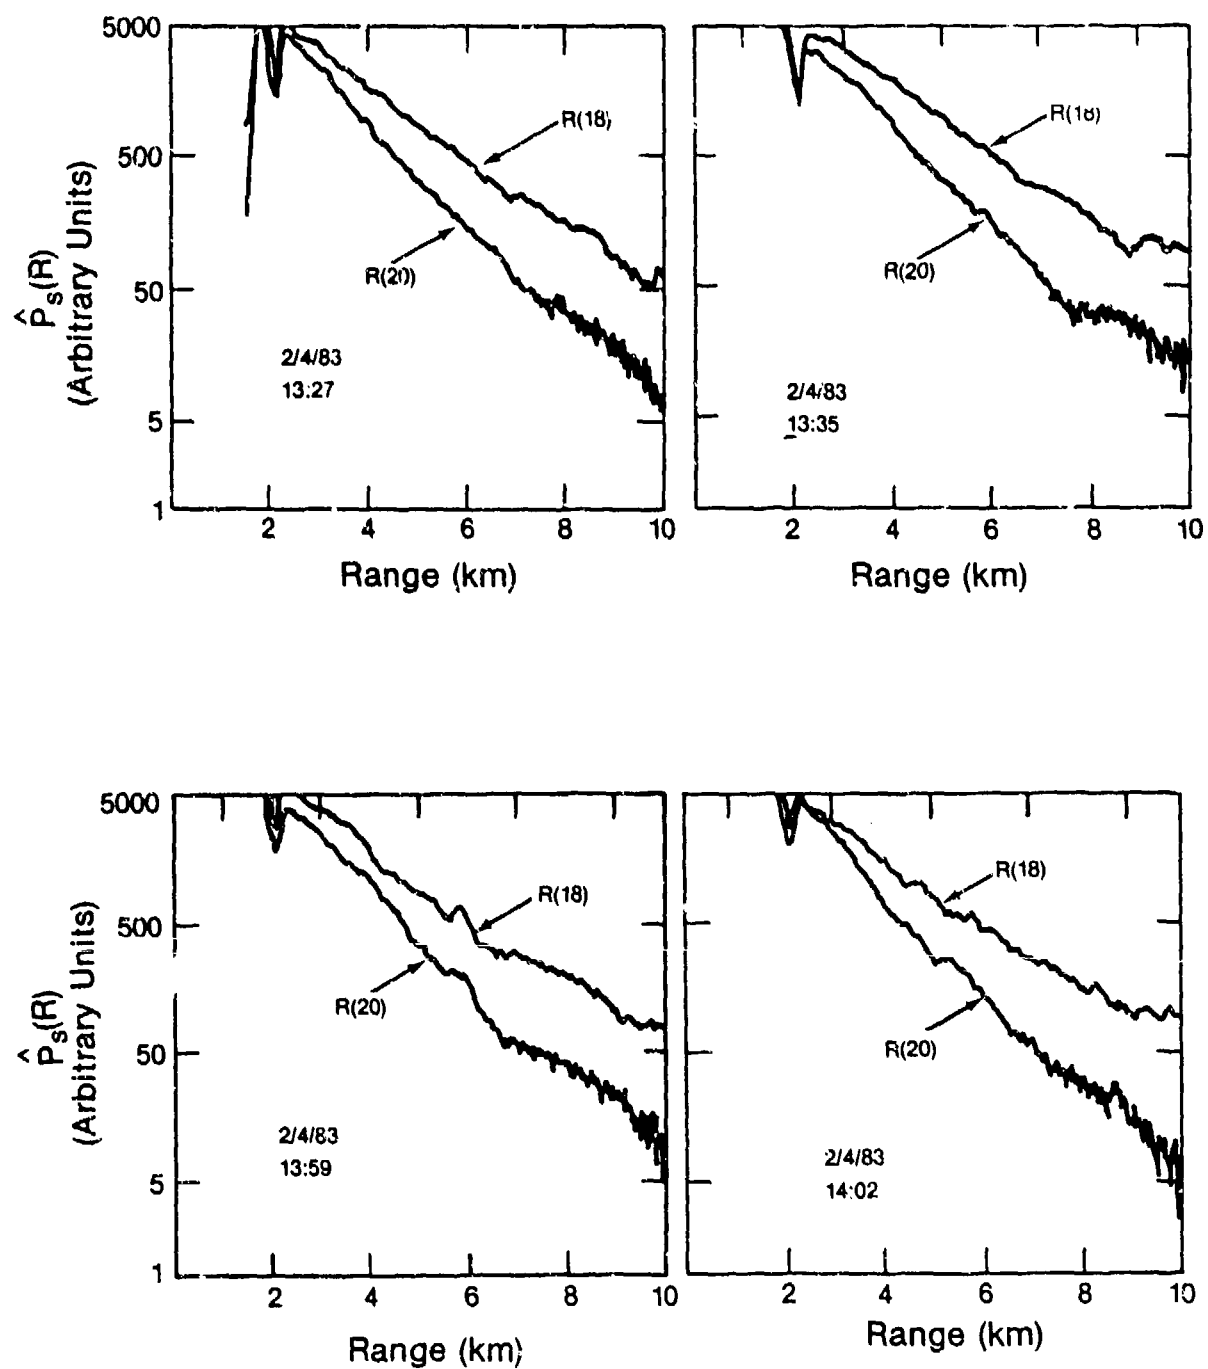 5000
500
50
5
1
P̂s(R)
(Arbitrary Units)
R(18)
R(20)
2/4/83
13:27
2 4 6 8 10
Range (km)
R(18)
R(20)
2/4/83
13:35
2 4 6 8 10
Range (km)
5000
500
50
5
1
P̂s(R)
(Arbitrary Units)
R(18)
R(20)
2/4/83
13:59
2 4 6 8 10
Range (km)
R(18)
R(20)
2/4/83
14:02
2 4 6 8 10
Range (km)